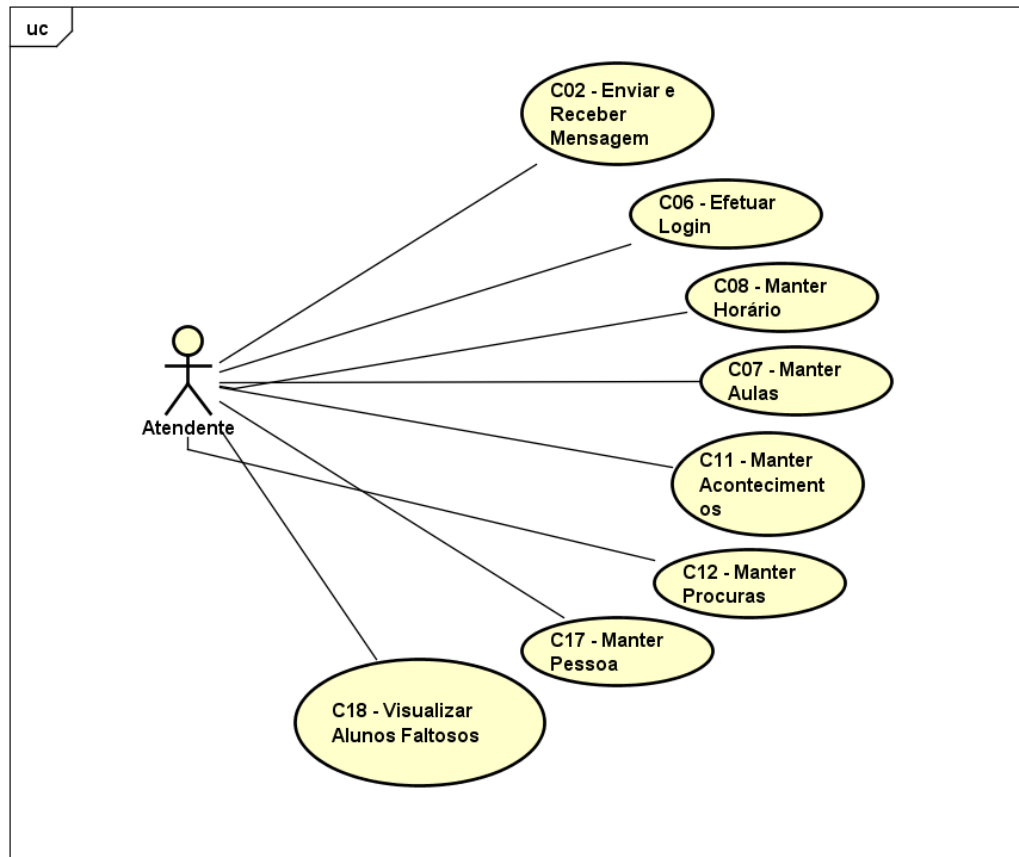 uc
C02 - Enviar e
Receber
Mensagem
C06 - Efetuar
Login
C08 - Manter
Horário
C07 - Manter
Aulas
Atendente
C11 - Manter
Aconteciment
os
C12 - Manter
Procuras
C17 - Manter
Pessoa
C18 - Visualizar
Alunos Faltosos